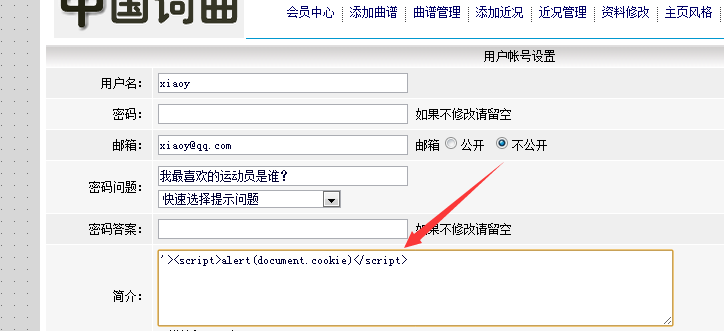 中国词曲
会员中心 添加曲谱 曲谱管理 添加近况 近况管理 资料修改 主页风格
用户帐号设置
用户名： xiaoy
密码： 如果不修改请留空
邮箱： xiaoy@qq.com 邮箱 公开 不公开
密码问题： 我最喜欢的运动员是谁？
快速选择提示问题
密码答案： 如果不修改请留空
简介： '><script>alert(document.cookie)</script>